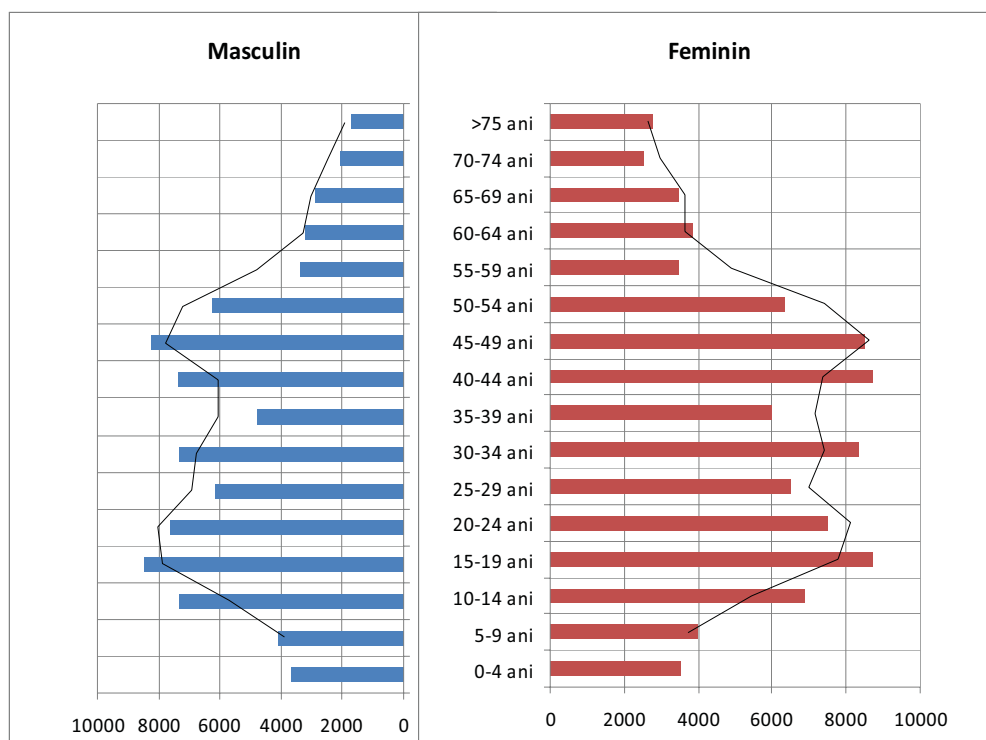 Masculin
Feminin
>75 ani
70-74 ani
65-69 ani
60-64 ani
55-59 ani
50-54 ani
45-49 ani
40-44 ani
35-39 ani
30-34 ani
25-29 ani
20-24 ani
15-19 ani
10-14 ani
5-9 ani
0-4 ani
10000 8000 6000 4000 2000 0
0 2000 4000 6000 8000 10000